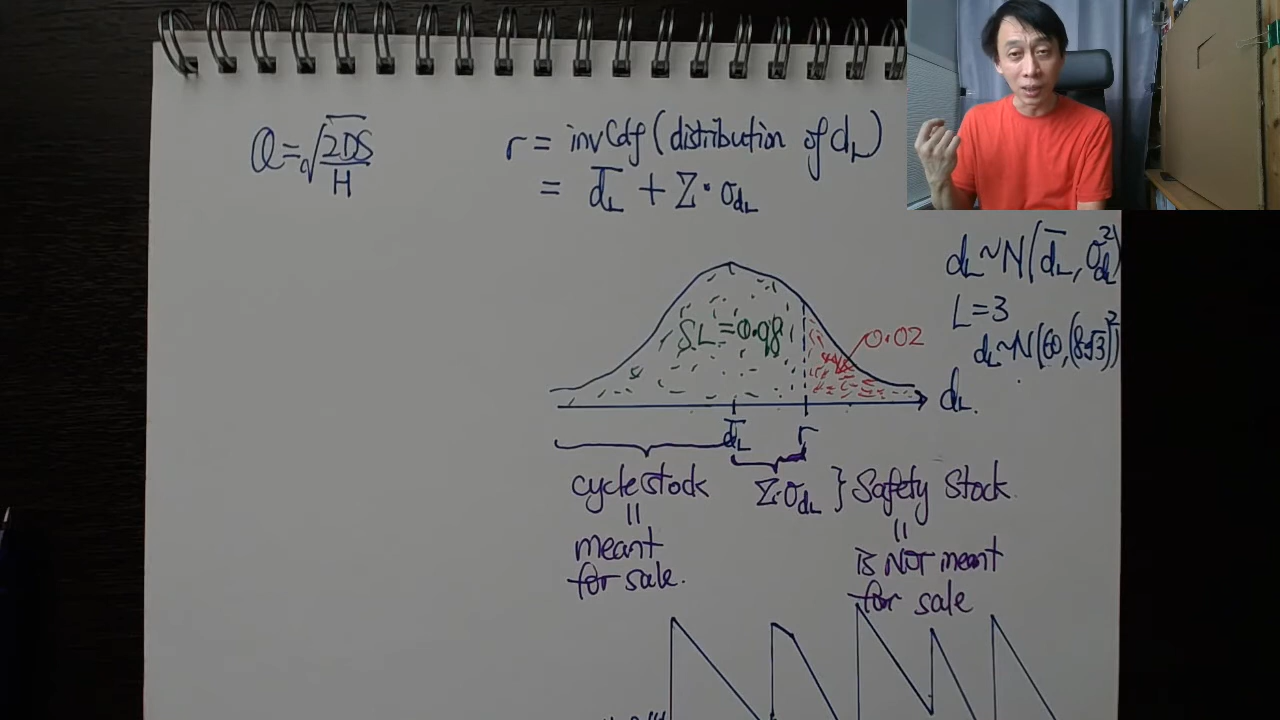 Q = √(2DS/H)
r = invCdf(distribution of dL)
= d̅L + Z·σdL
dL ~ N(d̅L, σ²dL)
L = 3
dL ~ N(60, (8√3)²)
SL = 0.98
0.02
dL.
d̅L
r
cycle stock
Z·σdL } Safety Stock.
=
=
meant
for sale.
is NOT meant
for sale